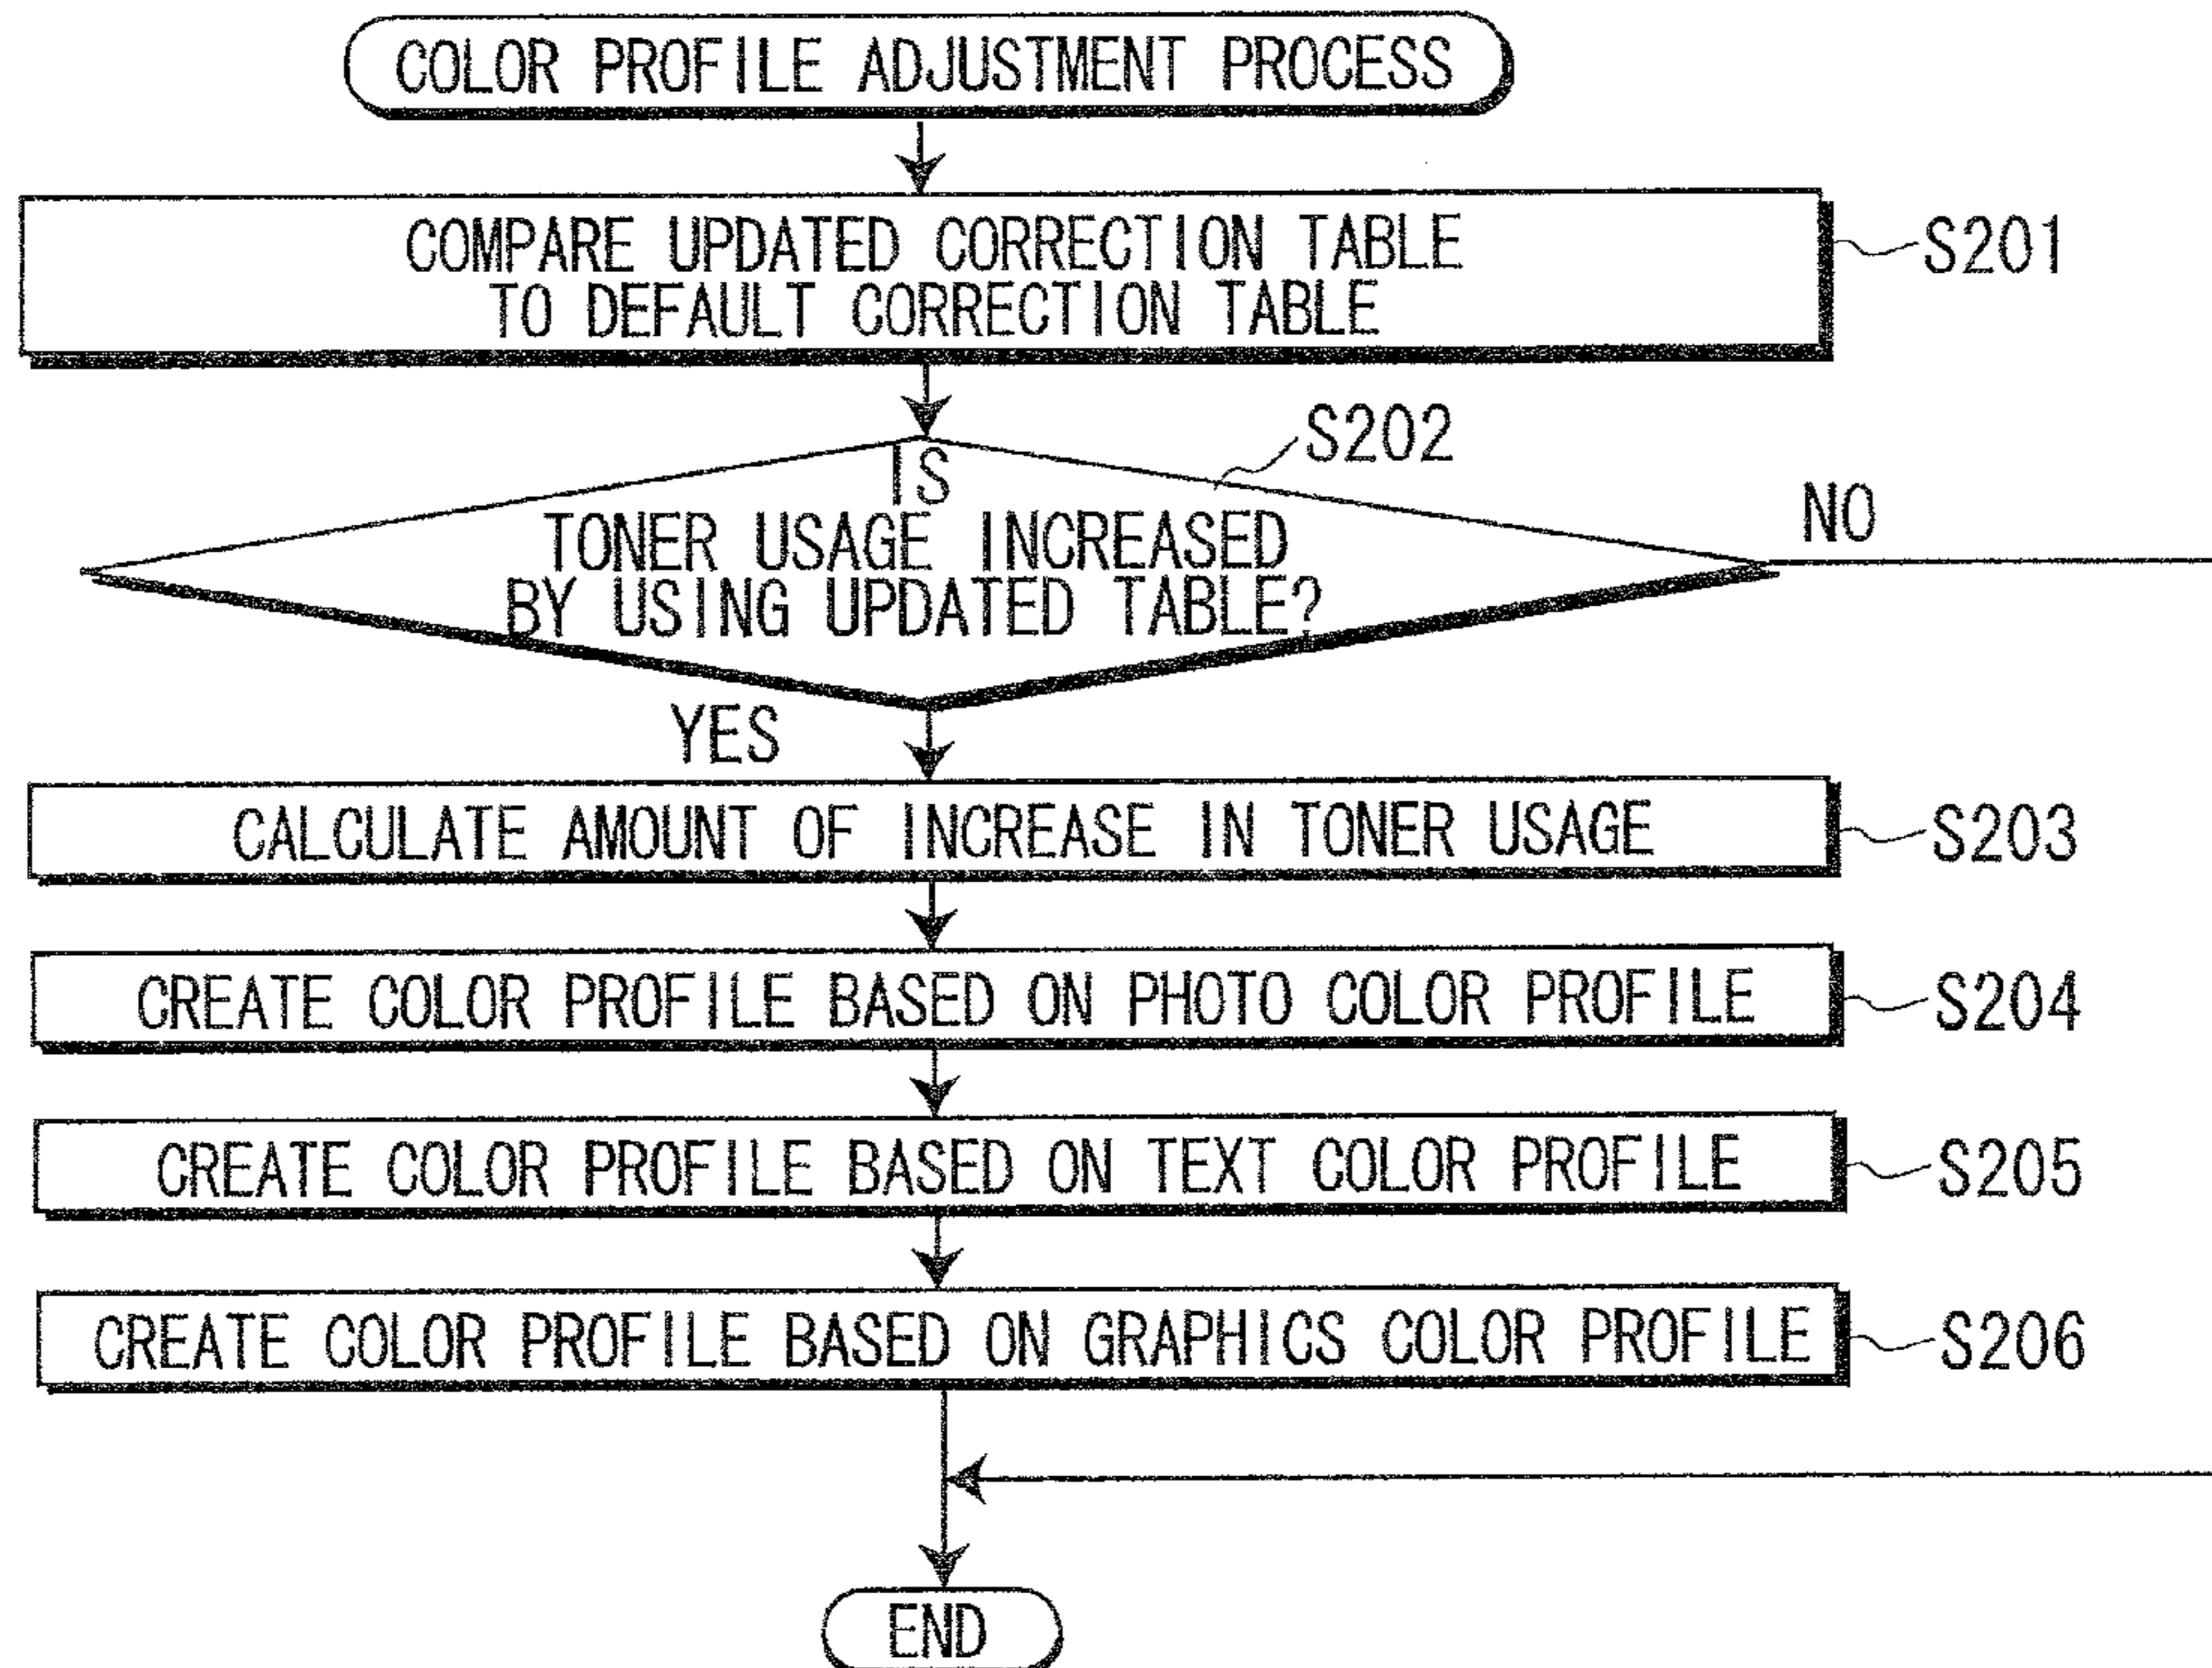 COLOR PROFILE ADJUSTMENT PROCESS
COMPARE UPDATED CORRECTION TABLE
TO DEFAULT CORRECTION TABLE
S201
S202
IS
TONER USAGE INCREASED
BY USING UPDATED TABLE?
NO
YES
CALCULATE AMOUNT OF INCREASE IN TONER USAGE
S203
CREATE COLOR PROFILE BASED ON PHOTO COLOR PROFILE
S204
CREATE COLOR PROFILE BASED ON TEXT COLOR PROFILE
S205
CREATE COLOR PROFILE BASED ON GRAPHICS COLOR PROFILE
S206
END